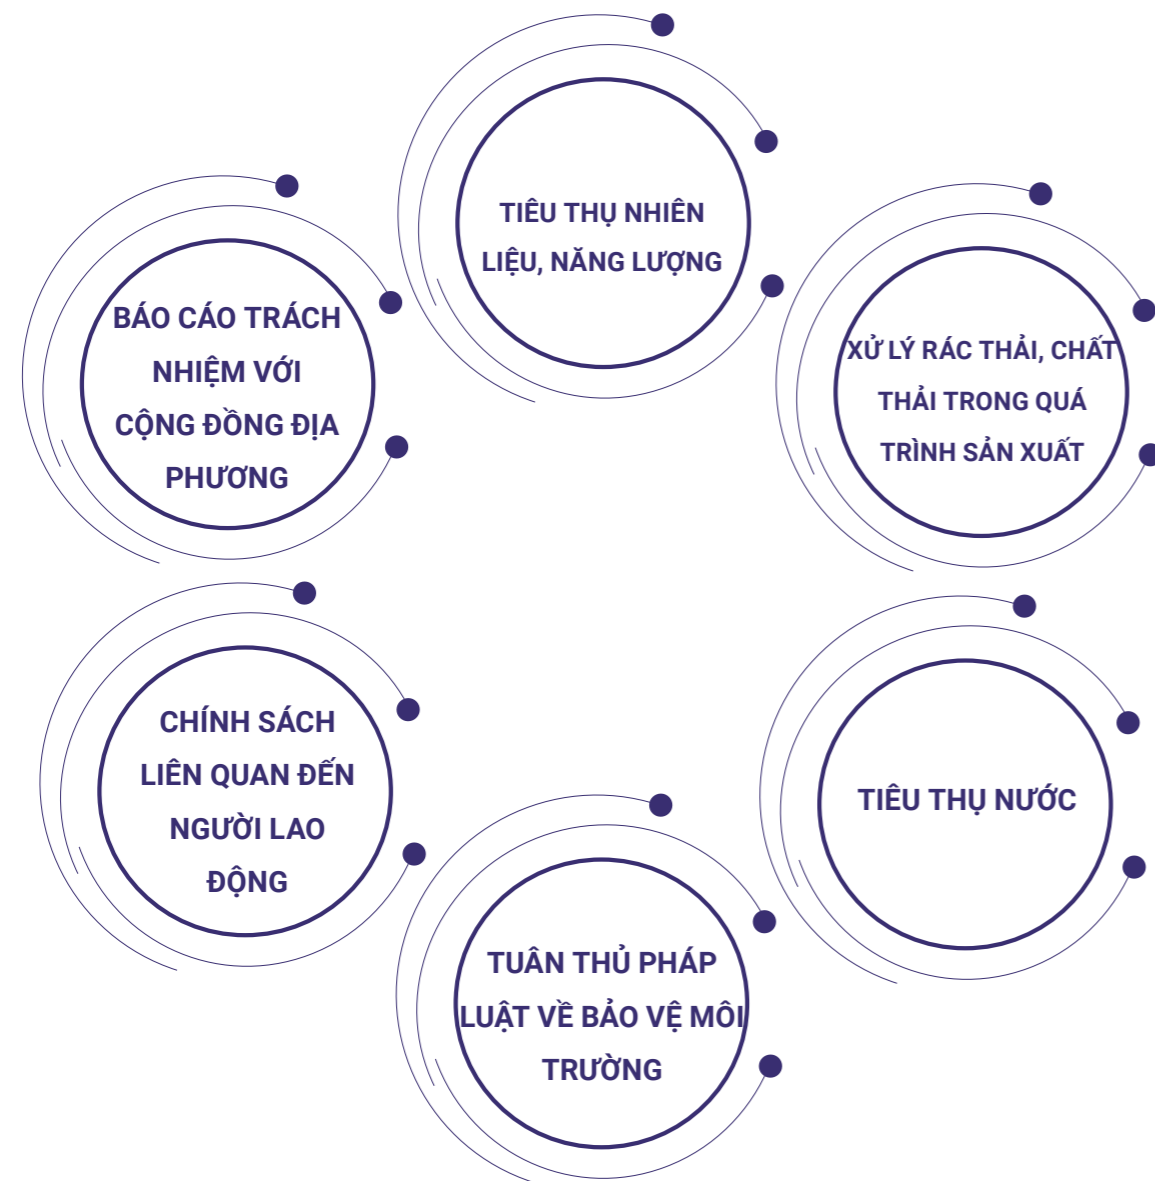 TIÊU THỤ NHIÊN
LIỆU, NĂNG LƯỢNG
BÁO CÁO TRÁCH
NHIỆM VỚI
CỘNG ĐỒNG ĐỊA
PHƯƠNG
XỬ LÝ RÁC THẢI, CHẤT
THẢI TRONG QUÁ
TRÌNH SẢN XUẤT
CHÍNH SÁCH
LIÊN QUAN ĐẾN
NGƯỜI LAO
ĐỘNG
TIÊU THỤ NƯỚC
TUÂN THỦ PHÁP
LUẬT VỀ BẢO VỆ MÔI
TRƯỜNG